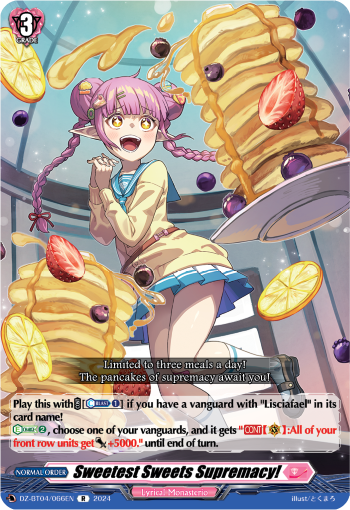 3
GRADE
Limited to three meals a day!
The pancakes of supremacy await you!
Play this with [COST][Soul-BLAST 1] if you have a vanguard with "Lisciafael" in its
card name!
2, choose one of your vanguards, and it gets "CONT []:All of your
front row units get +5000." until end of turn.
NORMAL ORDER
Sweetest Sweets Supremacy!
DZ-BT04/066EN R 2024
Lyrical Monasterio
illust/とくまろ